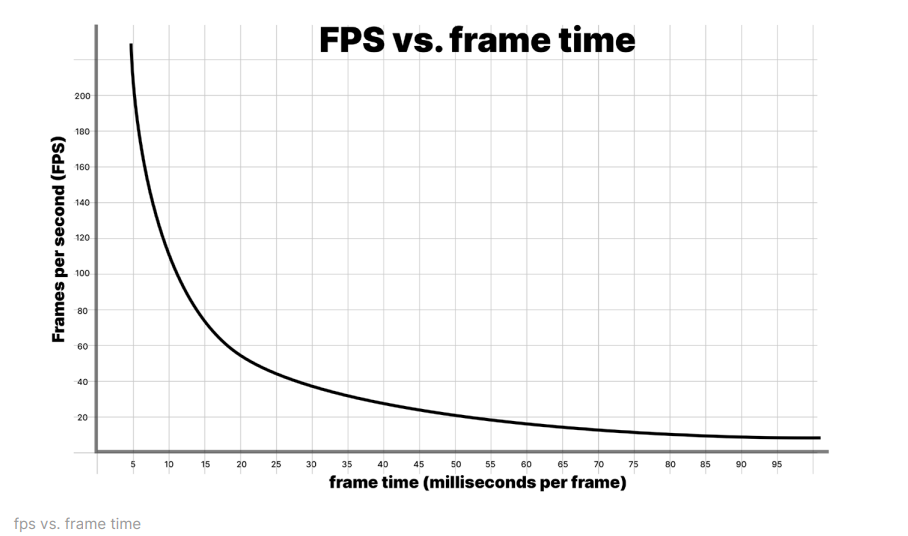 FPS vs. frame time
Frames per second (FPS)
200
180
160
140
120
100
80
60
40
20
5 10 15 20 25 30 35 40 45 50 55 60 65 70 75 80 85 90 95
frame time (milliseconds per frame)
fps vs. frame time